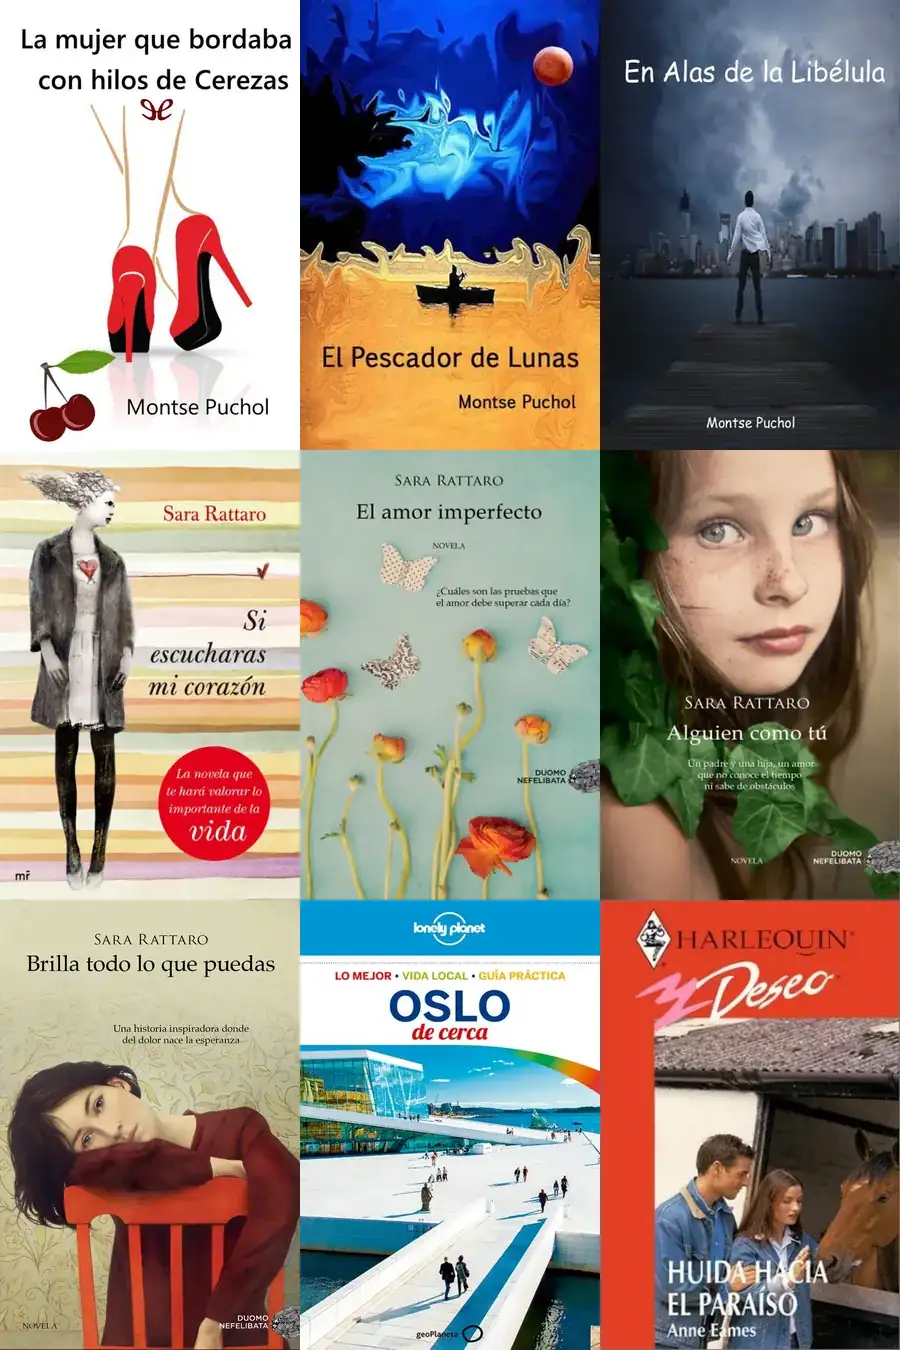 La mujer que bordaba
con hilos de Cerezas
Montse Puchol
El Pescador de Lunas
Montse Puchol
En Alas de la Libélula
Montse Puchol
Sara Rattaro
Si
escucharas
mi corazón
La novela que
te hará valorar lo
importante de la
vida
mr
SARA RATTARO
El amor imperfecto
NOVELA
¿Cuáles son las pruebas que
el amor debe superar cada día?
DUOMO
NEFELIBATA
SARA RATTARO
Alguien como tú
Un padre y una hija, un amor
que no conoce el tiempo
ni sabe de obstáculos
NOVELA
DUOMO
NEFELIBATA
SARA RATTARO
Brilla todo lo que puedas
Una historia inspiradora donde
del dolor nace la esperanza
NOVELA
DUOMO
NEFELIBATA
lonely planet
LO MEJOR • VIDA LOCAL • GUÍA PRÁCTICA
OSLO
de cerca
geoPlaneta
HARLEQUIN
Deseo
HUIDA HACIA
EL PARAÍSO
Anne Eames